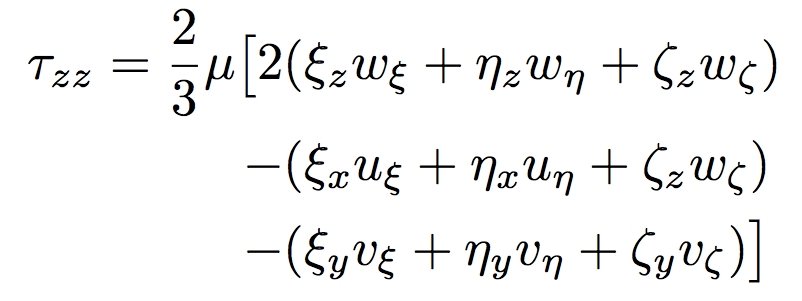 τ_{zz} = \frac{2}{3} μ[2(ξ_z w_ξ + η_z w_η + ζ_z w_ζ)
−(ξ_x u_ξ + η_x u_η + ζ_z w_ζ)
−(ξ_y v_ξ + η_y v_η + ζ_y v_ζ)]